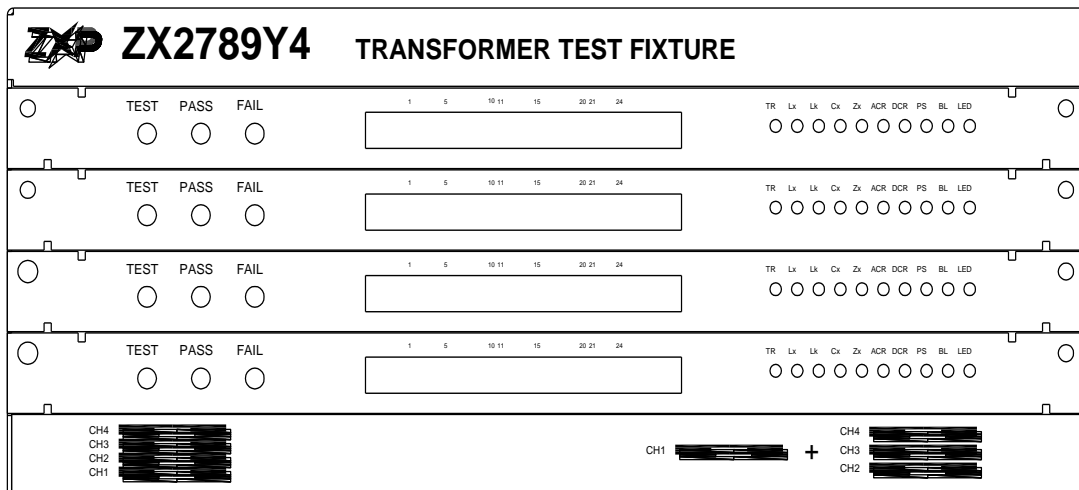 ZXP ZX2789Y4 TRANSFORMER TEST FIXTURE
TEST PASS FAIL 1 5 10 11 15 20 21 24 TR Lx Lk Cx Zx ACR DCR PS BL LED
TEST PASS FAIL 1 5 10 11 15 20 21 24 TR Lx Lk Cx Zx ACR DCR PS BL LED
TEST PASS FAIL 1 5 10 11 15 20 21 24 TR Lx Lk Cx Zx ACR DCR PS BL LED
TEST PASS FAIL 1 5 10 11 15 20 21 24 TR Lx Lk Cx Zx ACR DCR PS BL LED
CH4
CH3
CH2
CH1
CH1 +
CH4
CH3
CH2